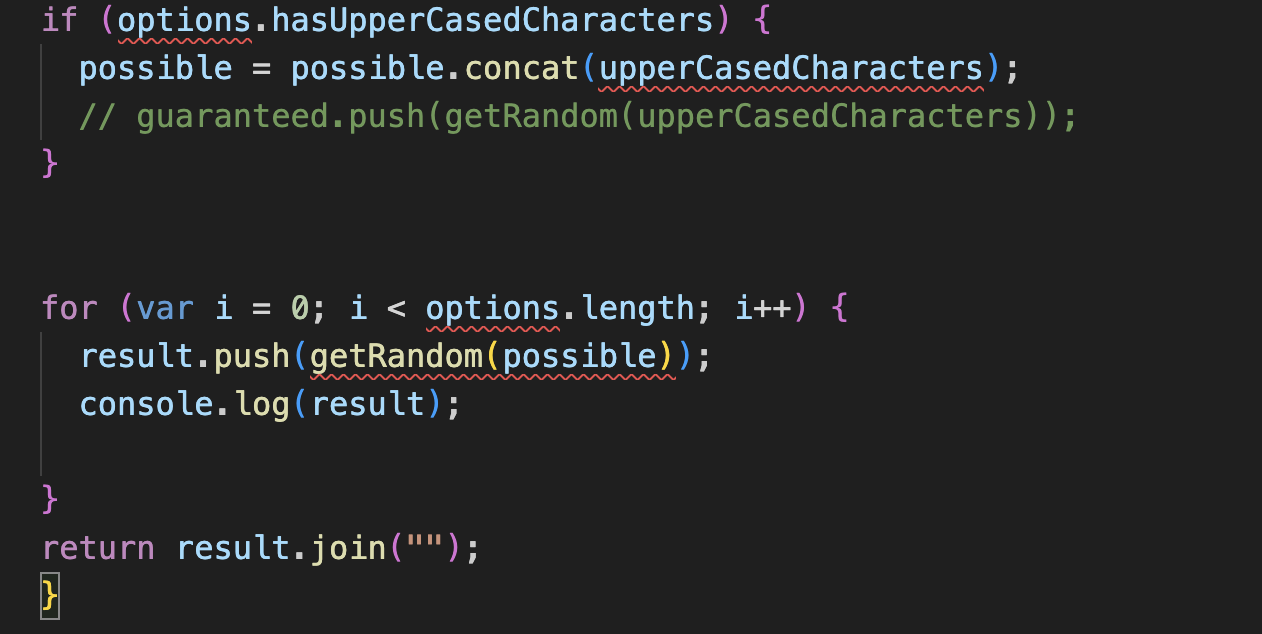 if (options.hasUpperCasedCharacters) {
possible = possible.concat(upperCasedCharacters);
// guaranteed.push(getRandom(upperCasedCharacters));
}
for (var i = 0; i < options.length; i++) {
result.push(getRandom(possible));
console.log(result);
}
return result.join("");
}